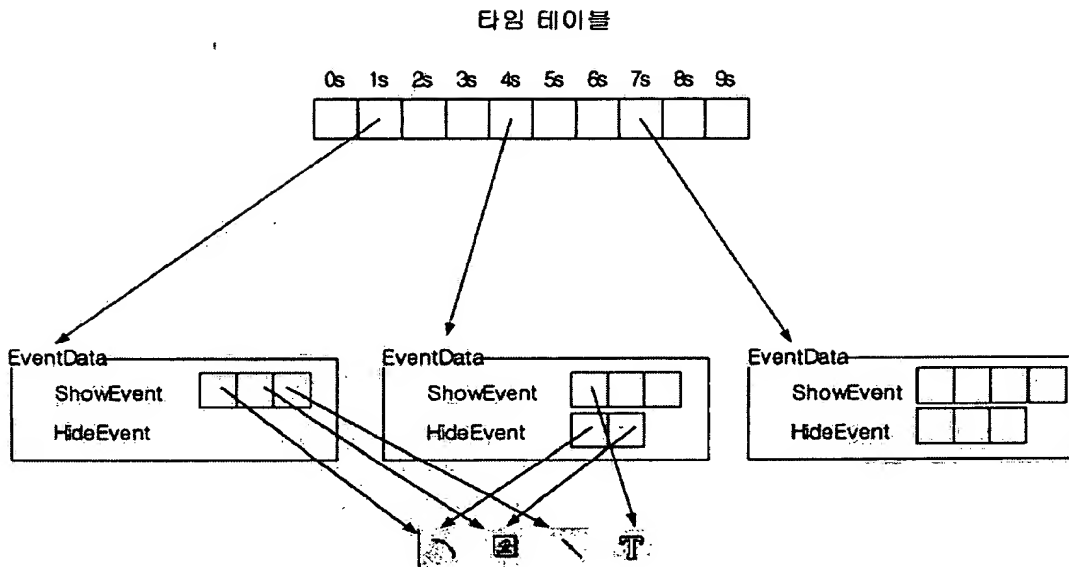 타임 테이블
0s 1s 2s 3s 4s 5s 6s 7s 8s 9s
EventData
ShowEvent
HideEvent
EventData
ShowEvent
HideEvent
EventData
ShowEvent
HideEvent
T